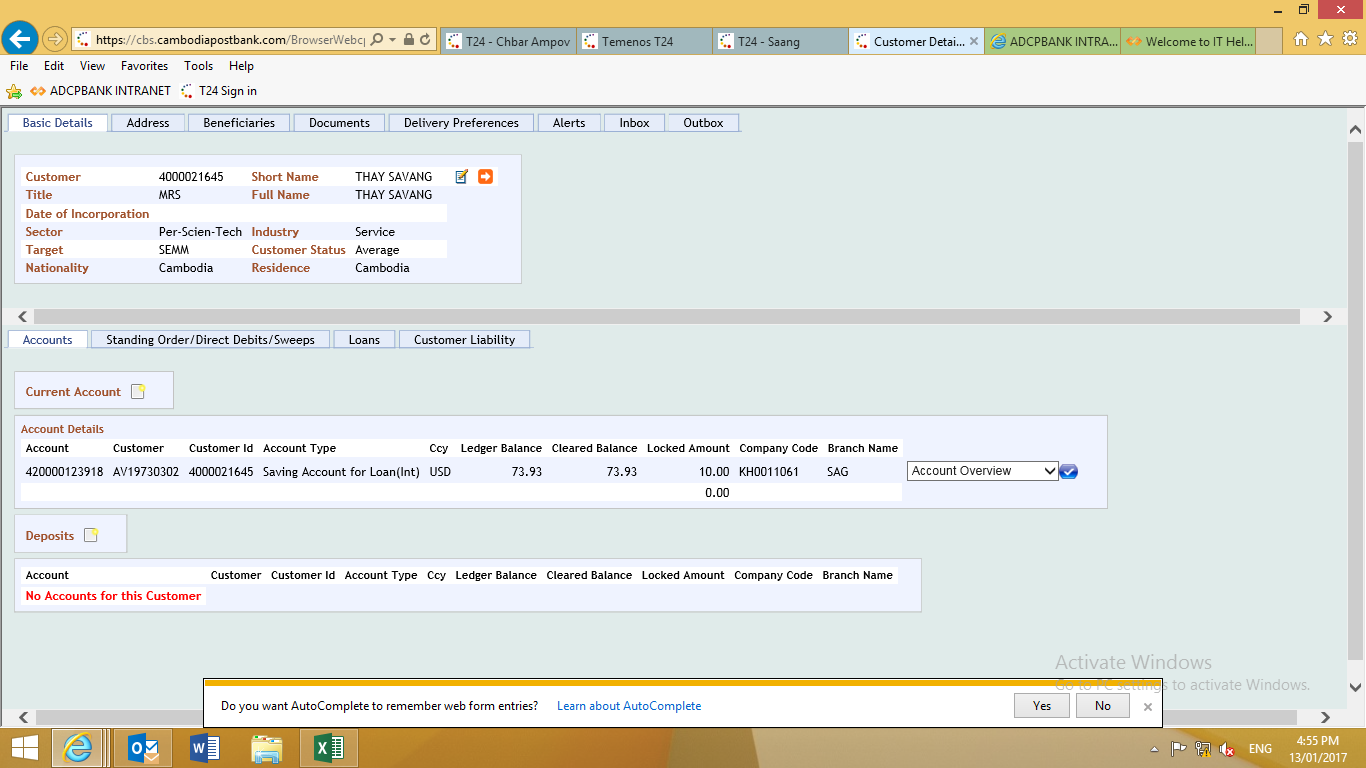 https://cbs.cambodiapostbank.com/BrowserWebc
T24 - Chbar Ampov
Temenos T24
T24 - Saang
Customer Detai...
ADCPBANK INTRA...
Welcome to IT Hel...
File Edit View Favorites Tools Help
ADCPBANK INTRANET T24 Sign in
Basic Details Address Beneficiaries Documents Delivery Preferences Alerts Inbox Outbox
Customer 4000021645 Short Name THAY SAVANG
Title MRS Full Name THAY SAVANG
Date of Incorporation
Sector Per-Scien-Tech Industry Service
Target SEMM Customer Status Average
Nationality Cambodia Residence Cambodia
Accounts Standing Order/Direct Debits/Sweeps Loans Customer Liability
Current Account
Account Details
Account Customer Customer Id Account Type Ccy Ledger Balance Cleared Balance Locked Amount Company Code Branch Name
420000123918 AV19730302 4000021645 Saving Account for Loan(Int) USD 73.93 73.93 10.00 KH0011061 SAG Account Overview
0.00
Deposits
Account Customer Customer Id Account Type Ccy Ledger Balance Cleared Balance Locked Amount Company Code Branch Name
No Accounts for this Customer
Activate Windows
Go to PC settings to activate Windows.
Do you want AutoComplete to remember web form entries? Learn about AutoComplete Yes No
ENG
4:55 PM
13/01/2017